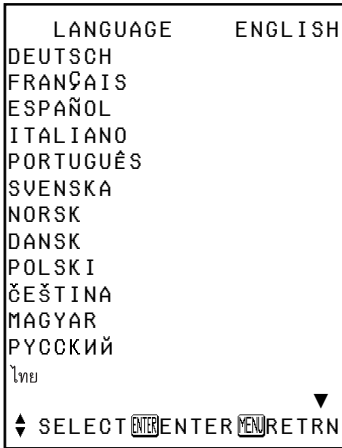 LANGUAGE ENGLISH
DEUTSCH
FRANÇAIS
ESPAÑOL
ITALIANO
PORTUGUÊS
SVENSKA
NORSK
DANSK
POLSKI
ČEŠTINA
MAGYAR
РУССКИЙ
ไทย
SELECT ENTER ENTER MENU RETRN